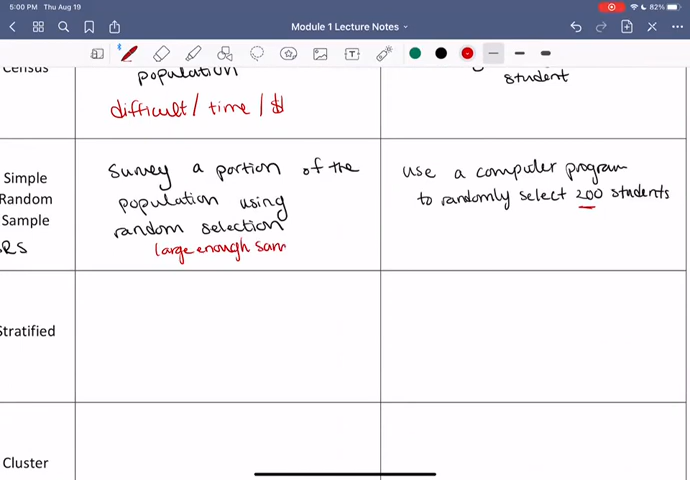 5:00 PM Thu Aug 19
82%
Module 1 Lecture Notes
Census
population
student
difficult / time / $
Simple
Random
Sample
SRS
Survey a portion of the
population using
random selection
large enough sam
use a computer program
to randomly select 200 students
Stratified
Cluster